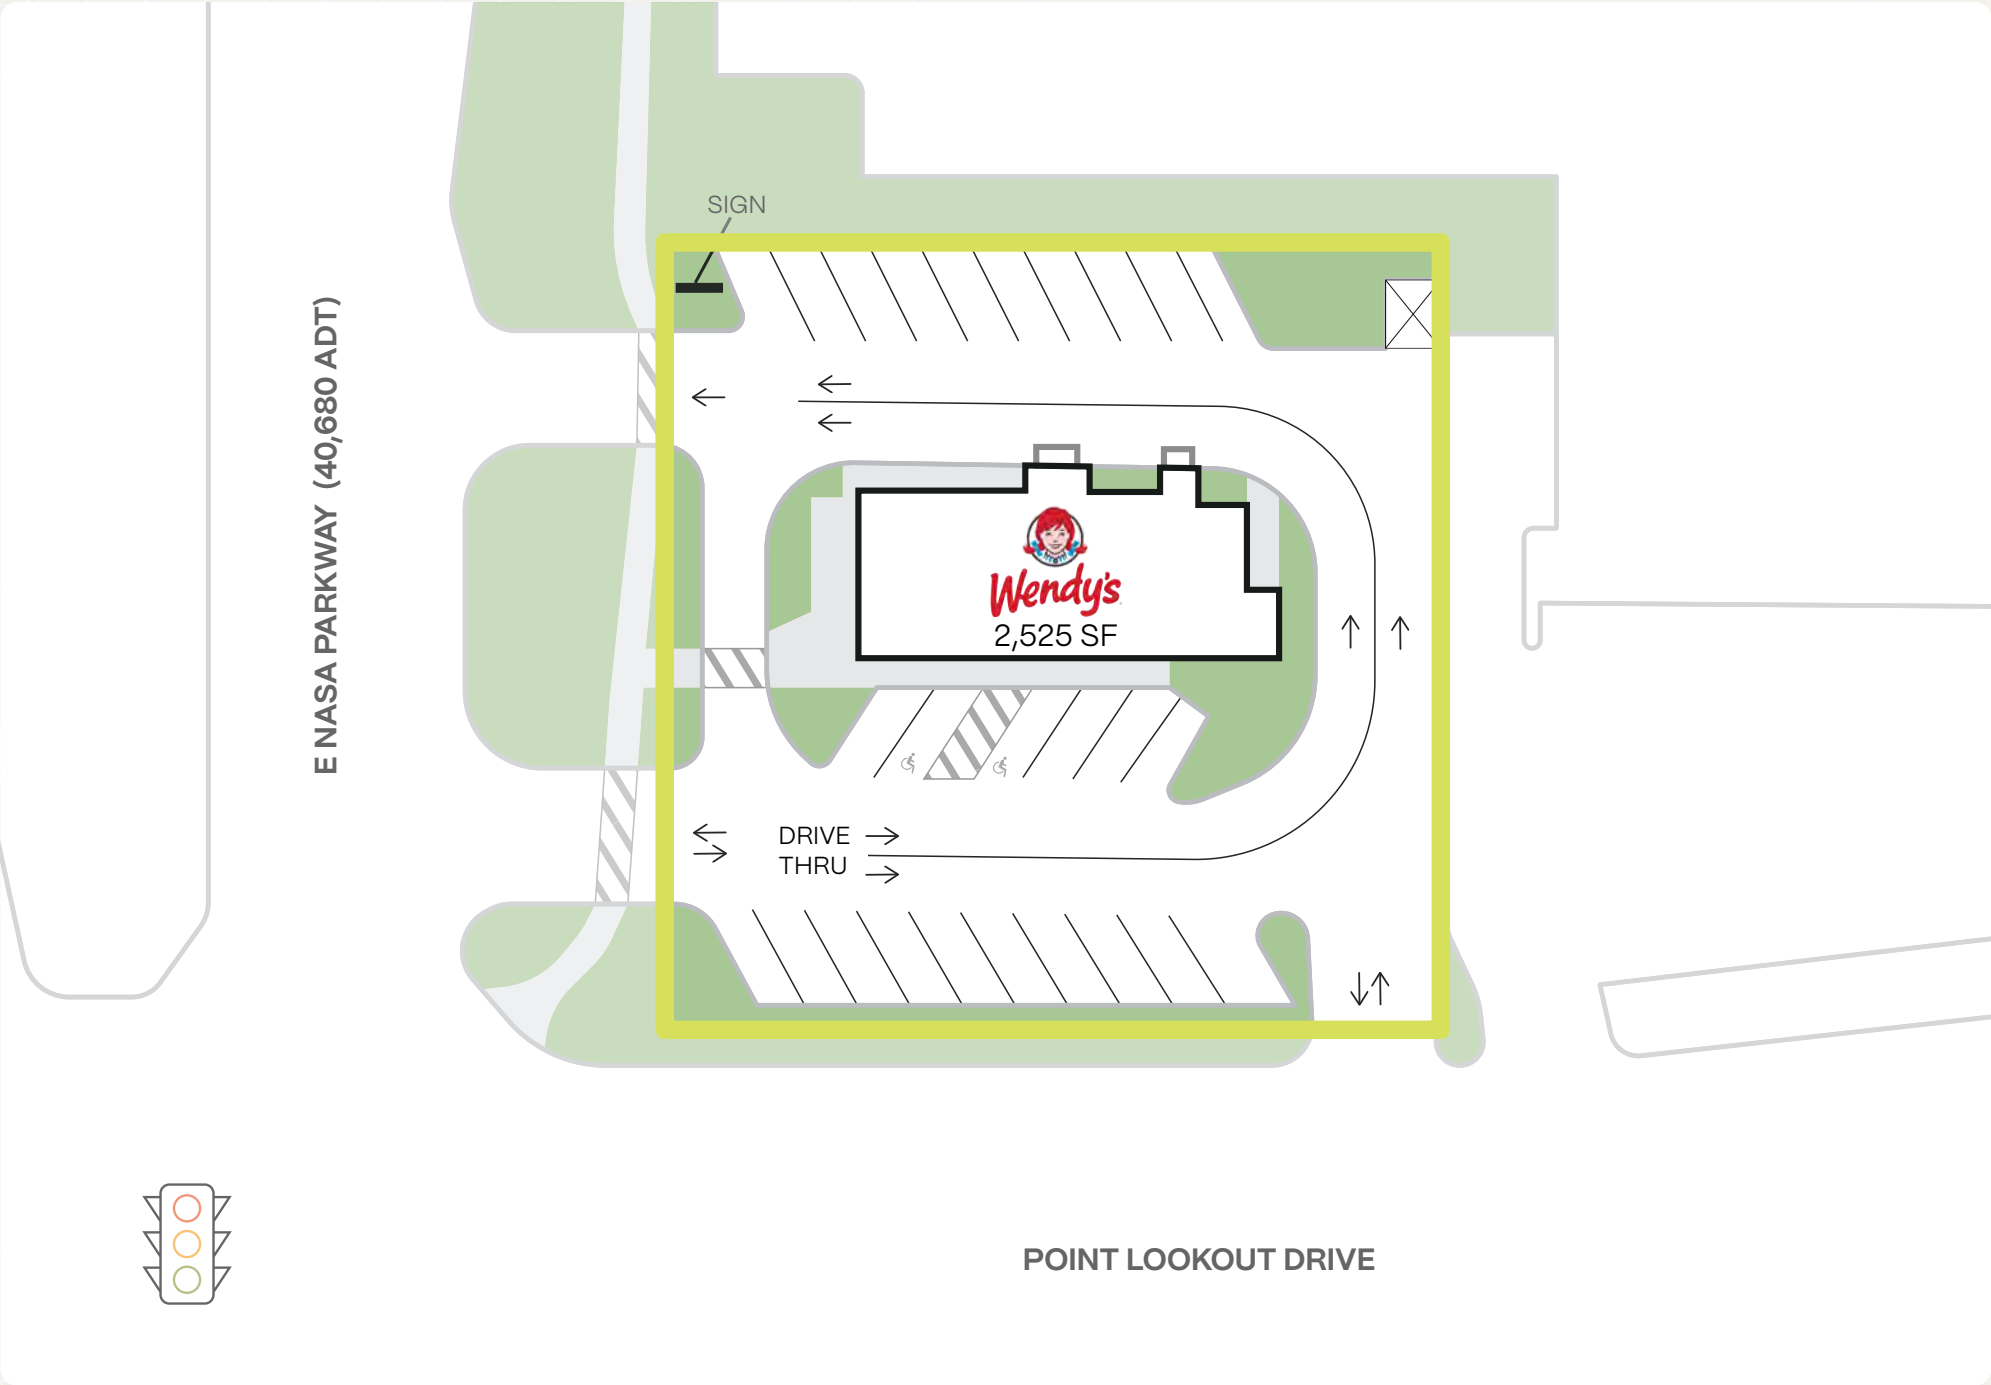 SIGN
E NASA PARKWAY (40,680 ADT)
Wendy's
2,525 SF
DRIVE
THRU
POINT LOOKOUT DRIVE